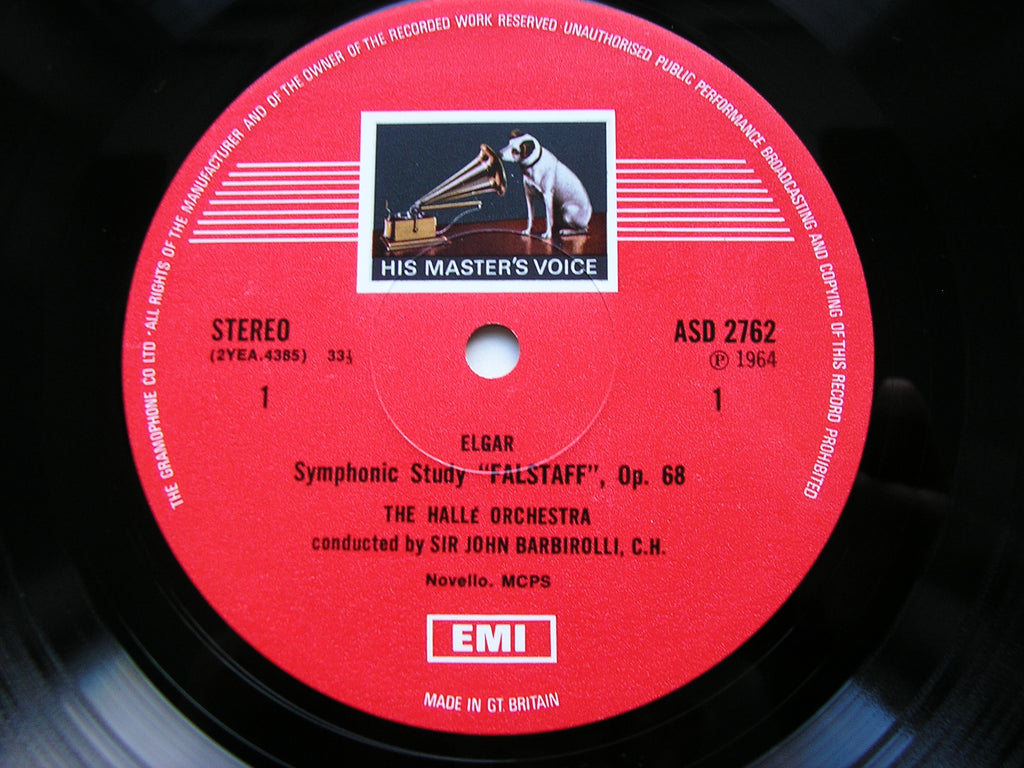 THE GRAMOPHONE CO LTD · ALL RIGHTS OF THE MANUFACTURER AND OF THE OWNER OF THE RECORDED WORK RESERVED · UNAUTHORISED PUBLIC PERFORMANCE BROADCASTING AND COPYING OF THIS RECORD PROHIBITED
HIS MASTER'S VOICE
STEREO ASD 2762
(2YEA.4385) 33⅓ ℗ 1964
1 1
ELGAR
Symphonic Study "FALSTAFF", Op. 68
THE HALLÉ ORCHESTRA
conducted by SIR JOHN BARBIROLLI, C.H.
Novello. MCPS
EMI
MADE IN GT. BRITAIN